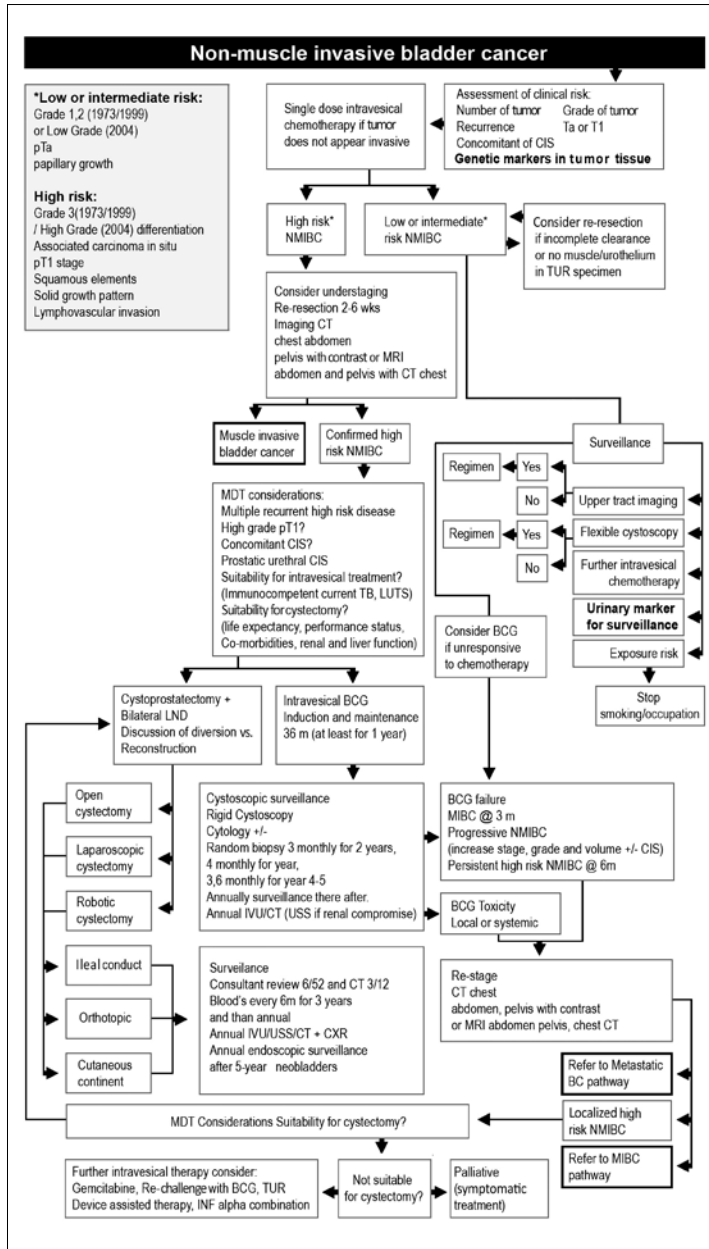 Non-muscle invasive bladder cancer
*Low or intermediate risk:
Grade 1,2 (1973/1999)
or Low Grade (2004)
pTa
papillary growth
High risk:
Grade 3(1973/1999)
/ High Grade (2004) differentiation
Associated carcinoma in situ
pT1 stage
Squamous elements
Solid growth pattern
Lymphovascular invasion
Single dose intravesical
chemotherapy if tumor
does not appear invasive
Assessment of clinical risk:
Number of tumor Grade of tumor
Recurrence Ta or T1
Concomitant of CIS
Genetic markers in tumor tissue
High risk*
NMIBC
Low or intermediate*
risk NMIBC
Consider re-resection
if incomplete clearance
or no muscle/urothelium
in TUR specimen
Consider understaging
Re-resection 2-6 wks
Imaging CT
chest abdomen
pelvis with contrast or MRI
abdomen and pelvis with CT chest
Muscle invasive
bladder cancer
Confirmed high
risk NMIBC
Surveillance
Regimen
Yes
No
Upper tract imaging
Regimen
Yes
Flexible cystoscopy
No
Further intravesical
chemotherapy
Urinary marker
for surveillance
Exposure risk
Stop
smoking/occupation
MDT considerations:
Multiple recurrent high risk disease
High grade pT1?
Concomitant CIS?
Prostatic urethral CIS
Suitability for intravesical treatment?
(Immunocompetent current TB, LUTS)
Suitability for cystectomy?
(life expectancy, performance status,
Co-morbidities, renal and liver function)
Consider BCG
if unresponsive
to chemotherapy
Cystoprostatectomy +
Bilateral LND
Discussion of diversion vs.
Reconstruction
Intravesical BCG
Induction and maintenance
36 m (at least for 1 year)
Open
cystectomy
Laparoscopic
cystectomy
Robotic
cystectomy
Cystoscopic surveillance
Rigid Cystoscopy
Cytology +/-
Random biopsy 3 monthly for 2 years,
4 monthly for year,
3,6 monthly for year 4-5
Annually surveillance there after.
Annual IVU/CT (USS if renal compromise)
BCG failure
MIBC @ 3 m
Progressive NMIBC
(increase stage, grade and volume +/- CIS)
Persistent high risk NMIBC @ 6m
BCG Toxicity
Local or systemic
Ileal conduct
Orthotopic
Cutaneous
continent
Surveilance
Consultant review 6/52 and CT 3/12
Blood's every 6m for 3 years
and than annual
Annual IVU/USS/CT + CXR
Annual endoscopic surveillance
after 5-year neobladders
Re-stage
CT chest
abdomen, pelvis with contrast
or MRI abdomen pelvis, chest CT
Refer to Metastatic
BC pathway
Localized high
risk NMIBC
Refer to MIBC
pathway
MDT Considerations Suitability for cystectomy?
Further intravesical therapy consider:
Gemcitabine, Re-challenge with BCG, TUR
Device assisted therapy, INF alpha combination
Not suitable
for cystectomy?
Palliative
(symptomatic
treatment)